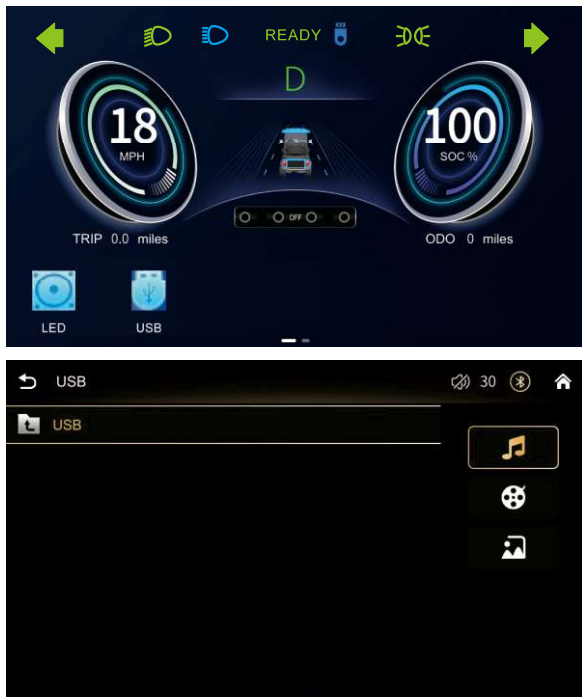 READY
D
18
MPH
100
SOC %
OFF
TRIP 0.0 miles
ODO 0 miles
LED
USB
USB
30
USB